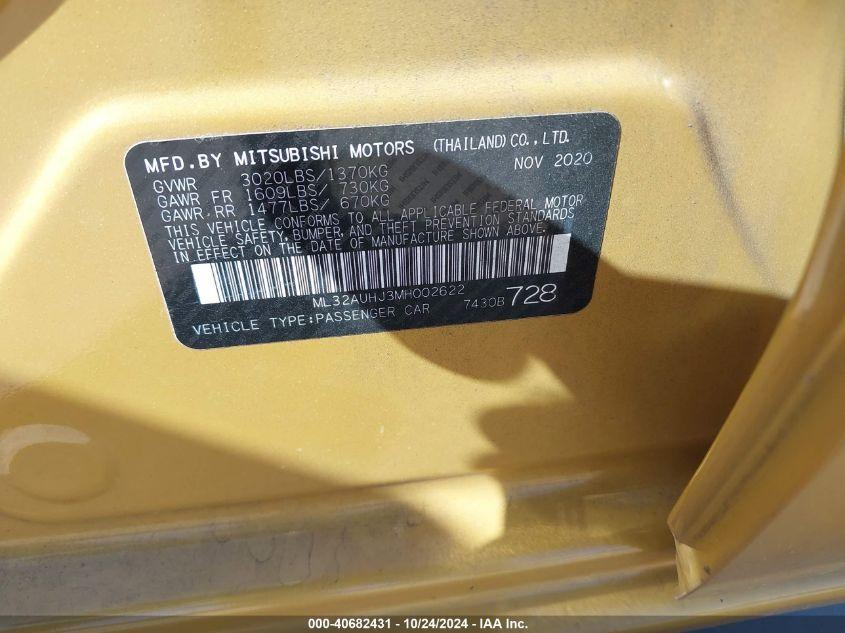 MFD.BY MITSUBISHI MOTORS (THAILAND)CO.,LTD.
NOV 2020
GVWR 3020LBS/1370KG
GAWR FR 1609LBS/ 730KG
GAWR RR 1477LBS/ 670KG
THIS VEHICLE CONFORMS TO ALL APPLICABLE FEDERAL MOTOR
VEHICLE SAFETY,BUMPER,AND THEFT PREVENTION STANDARDS
IN EFFECT ON THE DATE OF MANUFACTURE SHOWN ABOVE.
ML32AUHJ3MH002622
VEHICLE TYPE:PASSENGER CAR 7430B 728
000-40682431 - 10/24/2024 - IAA Inc.